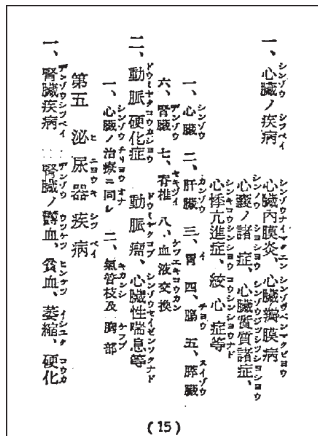 一、心臓ノ疾病
心臓內膜炎、心臓瓣膜病
心臓ノ諸症、心臓實質諸症、
心悸亢進症、絞心症等
一、心臓 二、肝臓 三、胃 四、腸 五、膵臓
六、腎臓 七、脊椎 八、血液交換
二、動脈硬化症 動脈瘤、心臓性喘息等
一、心臓ノ治療ニ同レ 二、氣管枝及胸部
第五 泌尿器疾病
一、腎臓疾病 腎臓ノ欝血、貧血、萎縮、硬化
(15)